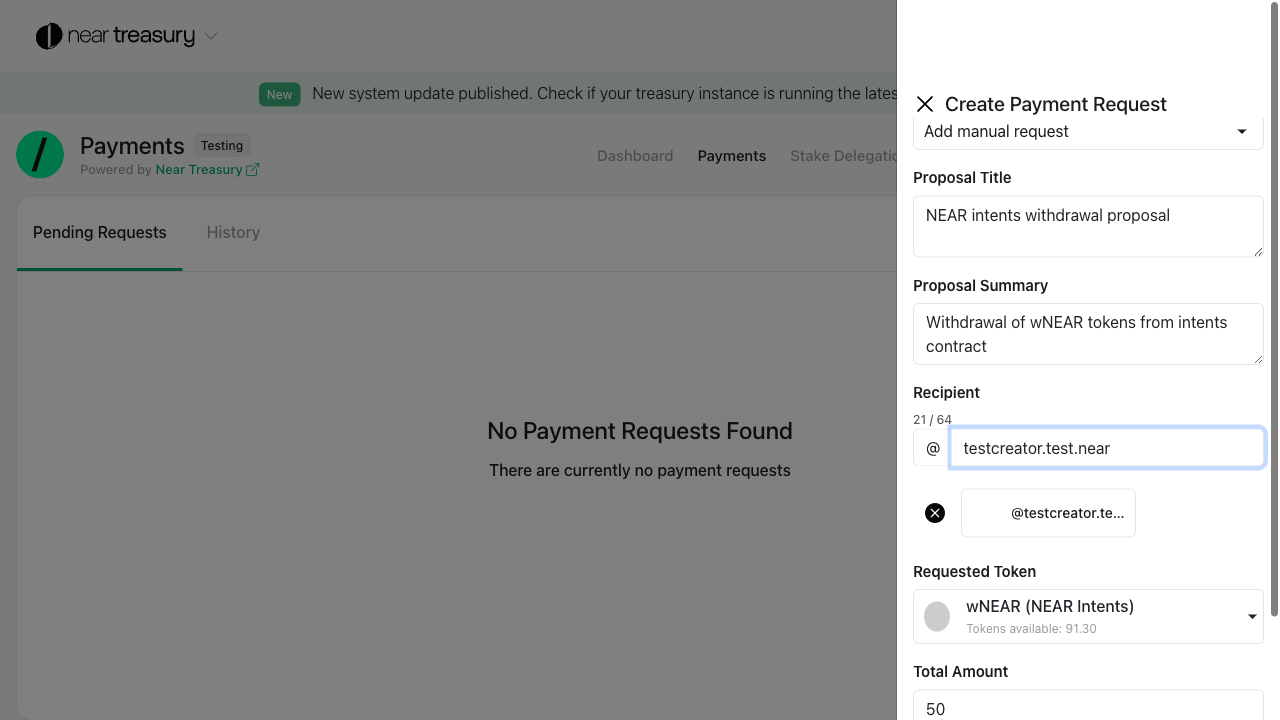 near treasury
New New system update published. Check if your treasury instance is running the lates
Payments Testing
Powered by Near Treasury
Dashboard Payments Stake Delegatio
Pending Requests History
No Payment Requests Found
There are currently no payment requests
Create Payment Request
Add manual request
Proposal Title
NEAR intents withdrawal proposal
Proposal Summary
Withdrawal of wNEAR tokens from intents
contract
Recipient
21 / 64
@ testcreator.test.near
@testcreator.te...
Requested Token
wNEAR (NEAR Intents)
Tokens available: 91.30
Total Amount
50